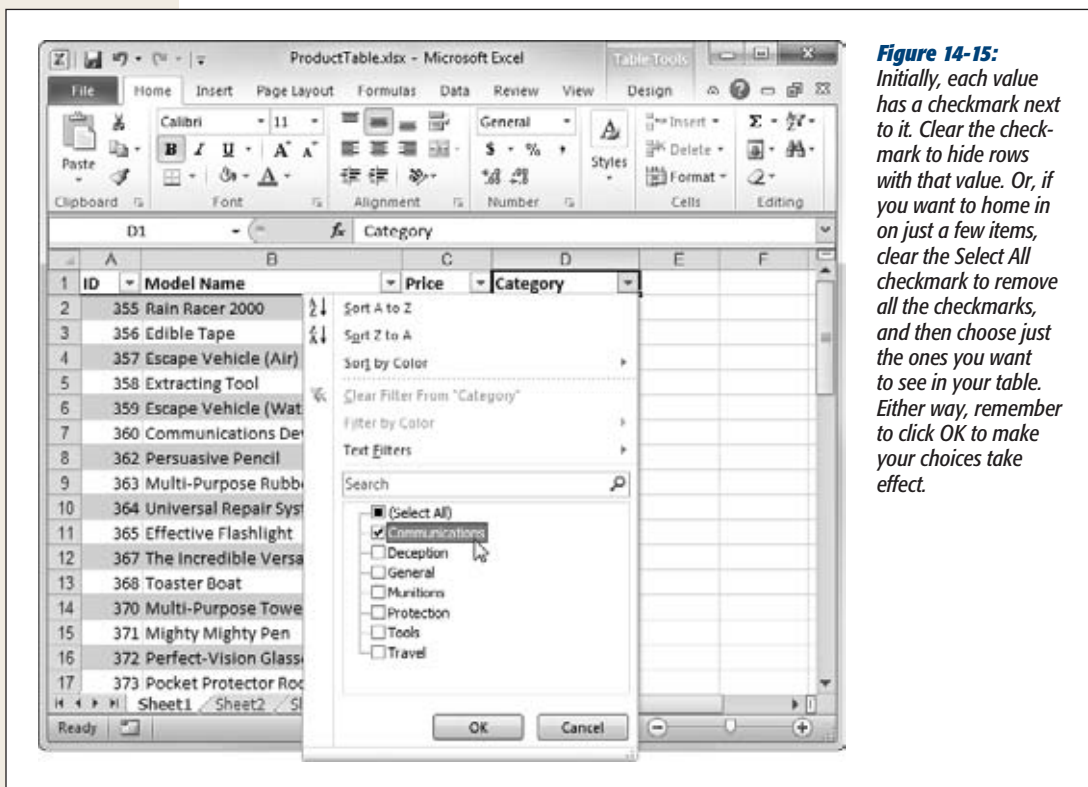 ProductTable.xlsx - Microsoft Excel
Table Tools
File Home Insert Page Layout Formulas Data Review View Design
Calibri 11 General Insert
Paste B I U A A $ % , Styles Delete
A Format
Clipboard Font Alignment Number Cells Editing
D1 fx Category
A B C D E F
1 ID Model Name Price Category
2 355 Rain Racer 2000
3 356 Edible Tape
4 357 Escape Vehicle (Air)
5 358 Extracting Tool
6 359 Escape Vehicle (Wat
7 360 Communications De
8 362 Persuasive Pencil
9 363 Multi-Purpose Rubb
10 364 Universal Repair Sys
11 365 Effective Flashlight
12 367 The Incredible Versa
13 368 Toaster Boat
14 370 Multi-Purpose Towe
15 371 Mighty Mighty Pen
16 372 Perfect-Vision Glass
17 373 Pocket Protector Roc
Sheet1 Sheet2 S
Ready
Sort A to Z
Sort Z to A
Sort by Color
Clear Filter From "Category"
Filter by Color
Text Filters
Search
(Select All)
Communications
Deception
General
Munitions
Protection
Tools
Travel
OK Cancel
Figure 14-15:
Initially, each value
has a checkmark next
to it. Clear the check-
mark to hide rows
with that value. Or, if
you want to home in
on just a few items,
clear the Select All
checkmark to remove
all the checkmarks,
and then choose just
the ones you want
to see in your table.
Either way, remember
to click OK to make
your choices take
effect.